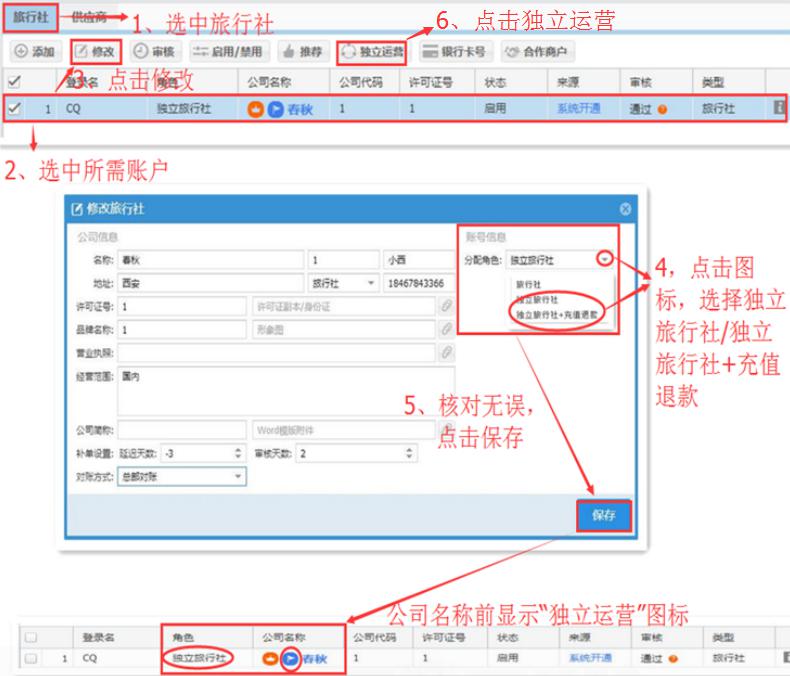 旅行社 供应商
1、选中旅行社
6、点击独立运营
添加 修改 审核 启用/禁用 推荐 独立运营 银行卡号 合作商户
3、点击修改
登录名 角色 公司名称 公司代码 许可证号 状态 来源 审核 类型
1 CQ 独立旅行社 春秋 1 1 启用 系统开通 通过 旅行社
2、选中所需账户
修改旅行社
公司信息 账号信息
名称: 春秋 1 小西 分配角色: 独立旅行社
地址: 西安 旅行社 18467843366 旅行社
许可证号: 1 许可证副本/身份证 独立旅行社
品牌名称: 1 形象图 独立旅行社+充值退款
营业执照:
经营范围: 国内
公司简称: Word模版附件
补单设置: 延迟天数: -3 审核天数: 2
对账方式: 总部对账
保存
4，点击图
标，选择独立
旅行社/独立
旅行社+充值
退款
5、核对无误，
点击保存
公司名称前显示“独立运营”图标
登录名 角色 公司名称 公司代码 许可证号 状态 来源 审核 类型
1 CQ 独立旅行社 春秋 1 1 启用 系统开通 通过 旅行社